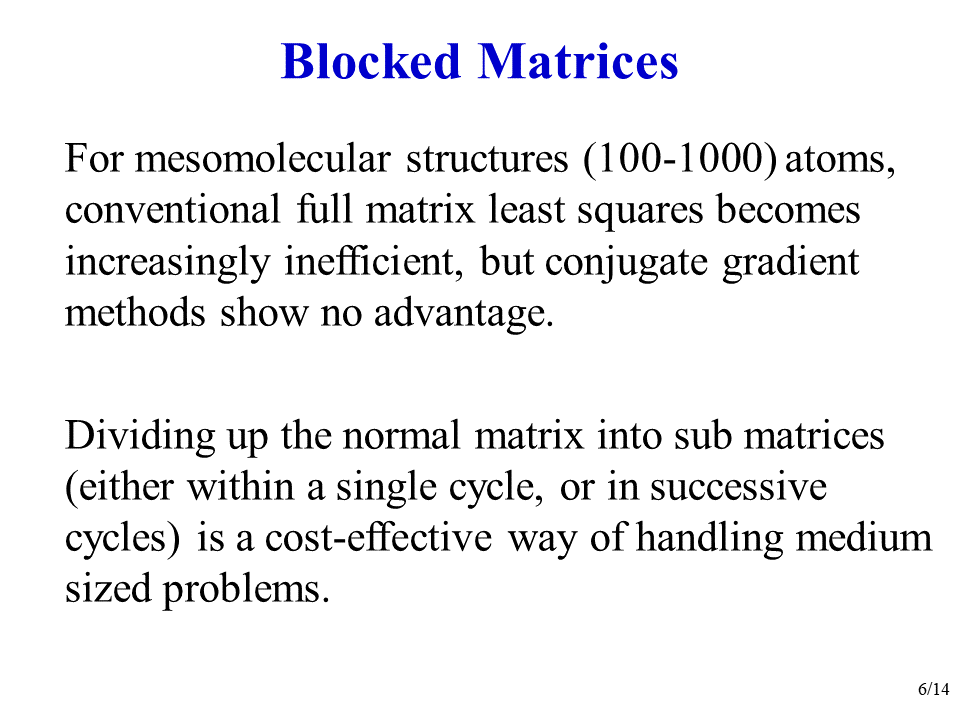 Blocked Matrices
For mesomolecular structures (100-1000) atoms,
conventional full matrix least squares becomes
increasingly inefficient, but conjugate gradient
methods show no advantage.
Dividing up the normal matrix into sub matrices
(either within a single cycle, or in successive
cycles) is a cost-effective way of handling medium
sized problems.
6/14